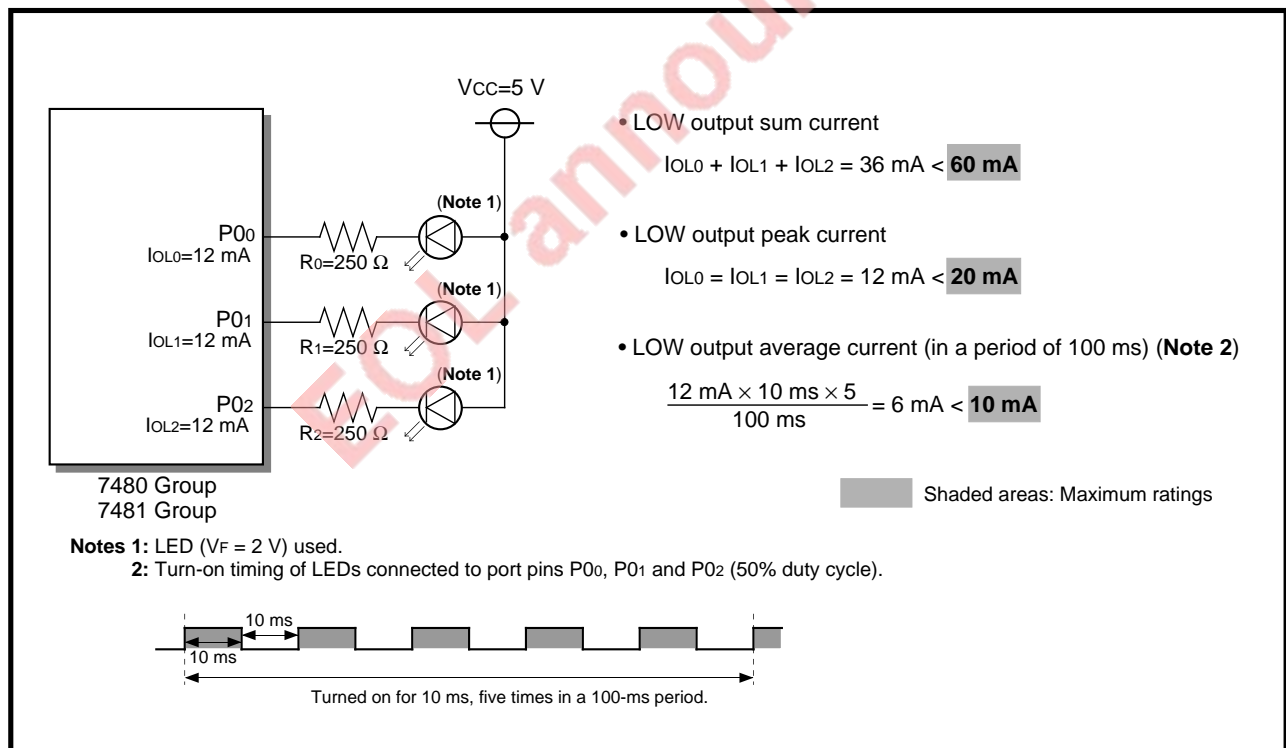 VCC=5 V
• LOW output sum current
IOL0 + IOL1 + IOL2 = 36 mA < 60 mA
(Note 1)
P00
IOL0=12 mA
R0=250 Ω
• LOW output peak current
IOL0 = IOL1 = IOL2 = 12 mA < 20 mA
(Note 1)
P01
IOL1=12 mA
R1=250 Ω
• LOW output average current (in a period of 100 ms) (Note 2)
12 mA × 10 ms × 5
100 ms
= 6 mA < 10 mA
(Note 1)
P02
IOL2=12 mA
R2=250 Ω
7480 Group
7481 Group
Shaded areas: Maximum ratings
Notes 1: LED (VF = 2 V) used.
2: Turn-on timing of LEDs connected to port pins P00, P01 and P02 (50% duty cycle).
10 ms
10 ms
Turned on for 10 ms, five times in a 100-ms period.
EOL